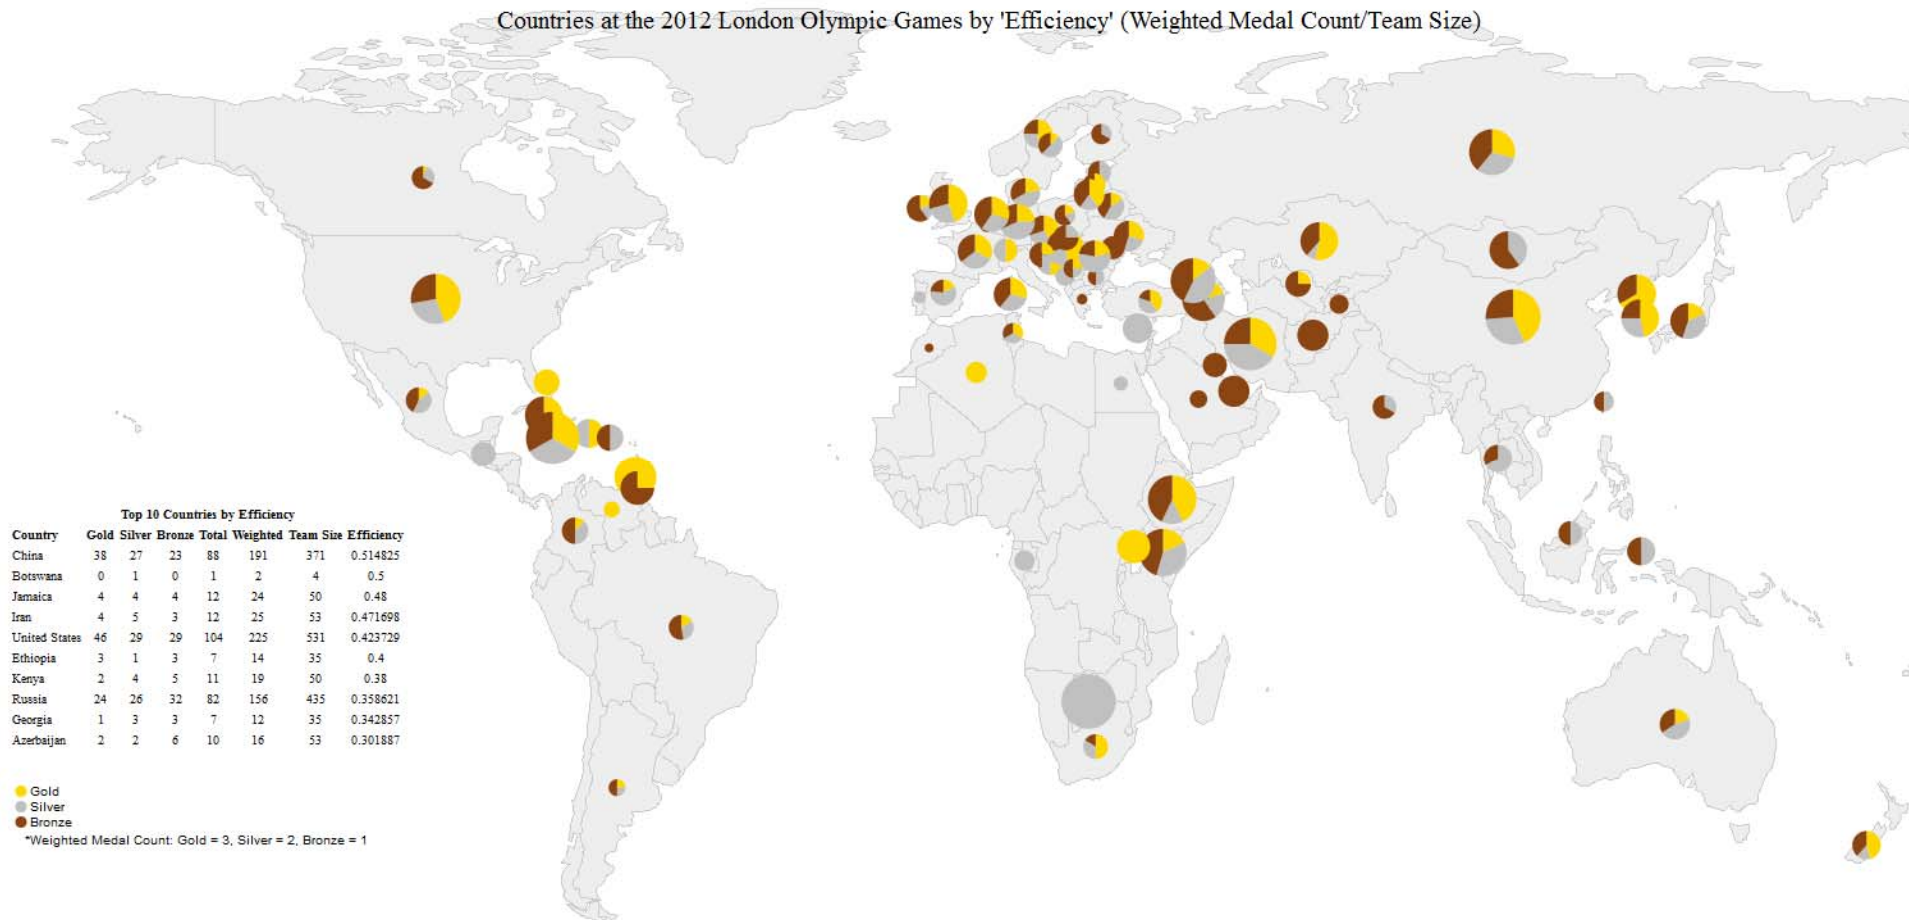 Countries at the 2012 London Olympic Games by 'Efficiency' (Weighted Medal Count/Team Size)
Top 10 Countries by Efficiency
Country Gold Silver Bronze Total Weighted Team Size Efficiency
China 38 27 23 88 191 371 0.514825
Botswana 0 1 0 1 2 4 0.5
Jamaica 4 4 4 12 24 50 0.48
Iran 4 5 3 12 25 53 0.471698
United States 46 29 29 104 225 531 0.423729
Ethiopia 3 1 3 7 14 35 0.4
Kenya 2 4 5 11 19 50 0.38
Russia 24 26 32 82 156 435 0.358621
Georgia 1 3 3 7 12 35 0.342857
Azerbaijan 2 2 6 10 16 53 0.301887
Gold
Silver
Bronze
*Weighted Medal Count: Gold = 3, Silver = 2, Bronze = 1